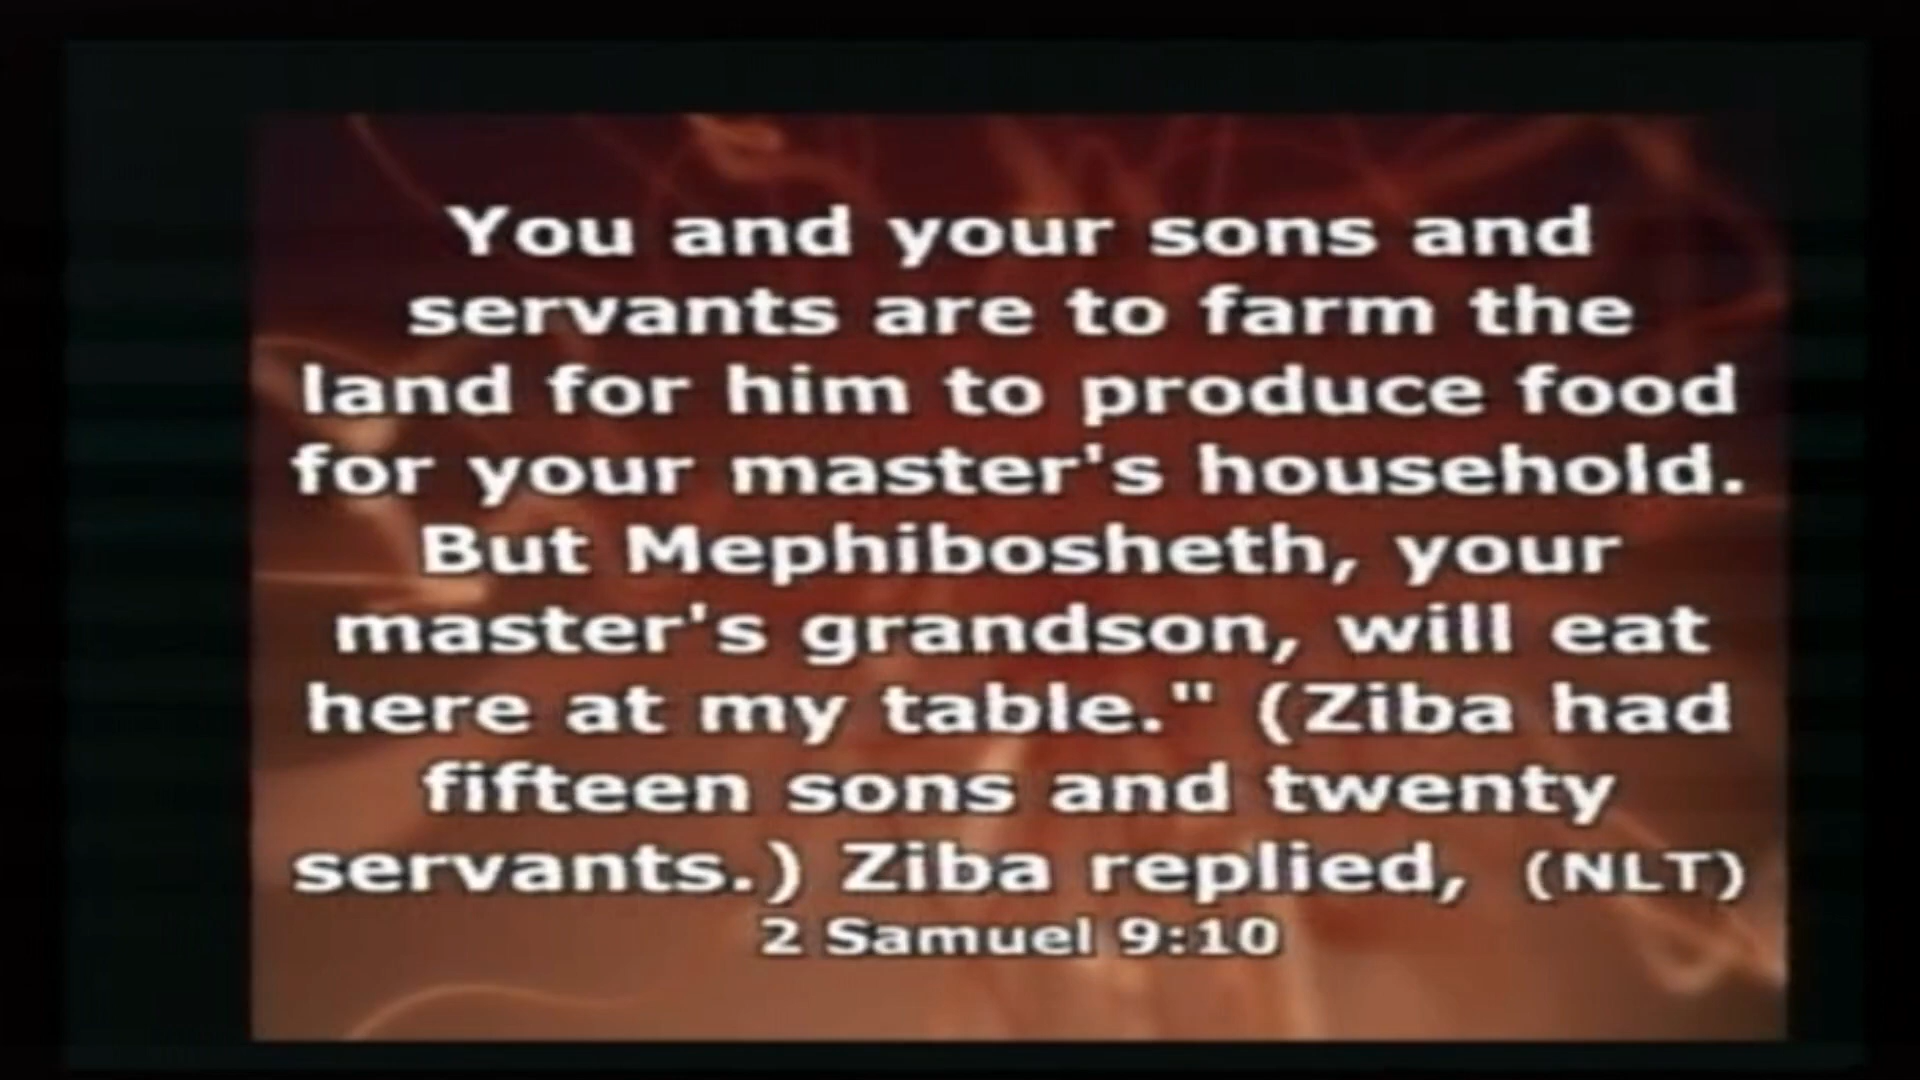 You and your sons and
servants are to farm the
land for him to produce food
for your master's household.
But Mephibosheth, your
master's grandson, will eat
here at my table." (Ziba had
fifteen sons and twenty
servants.) Ziba replied, (NLT)
2 Samuel 9:10